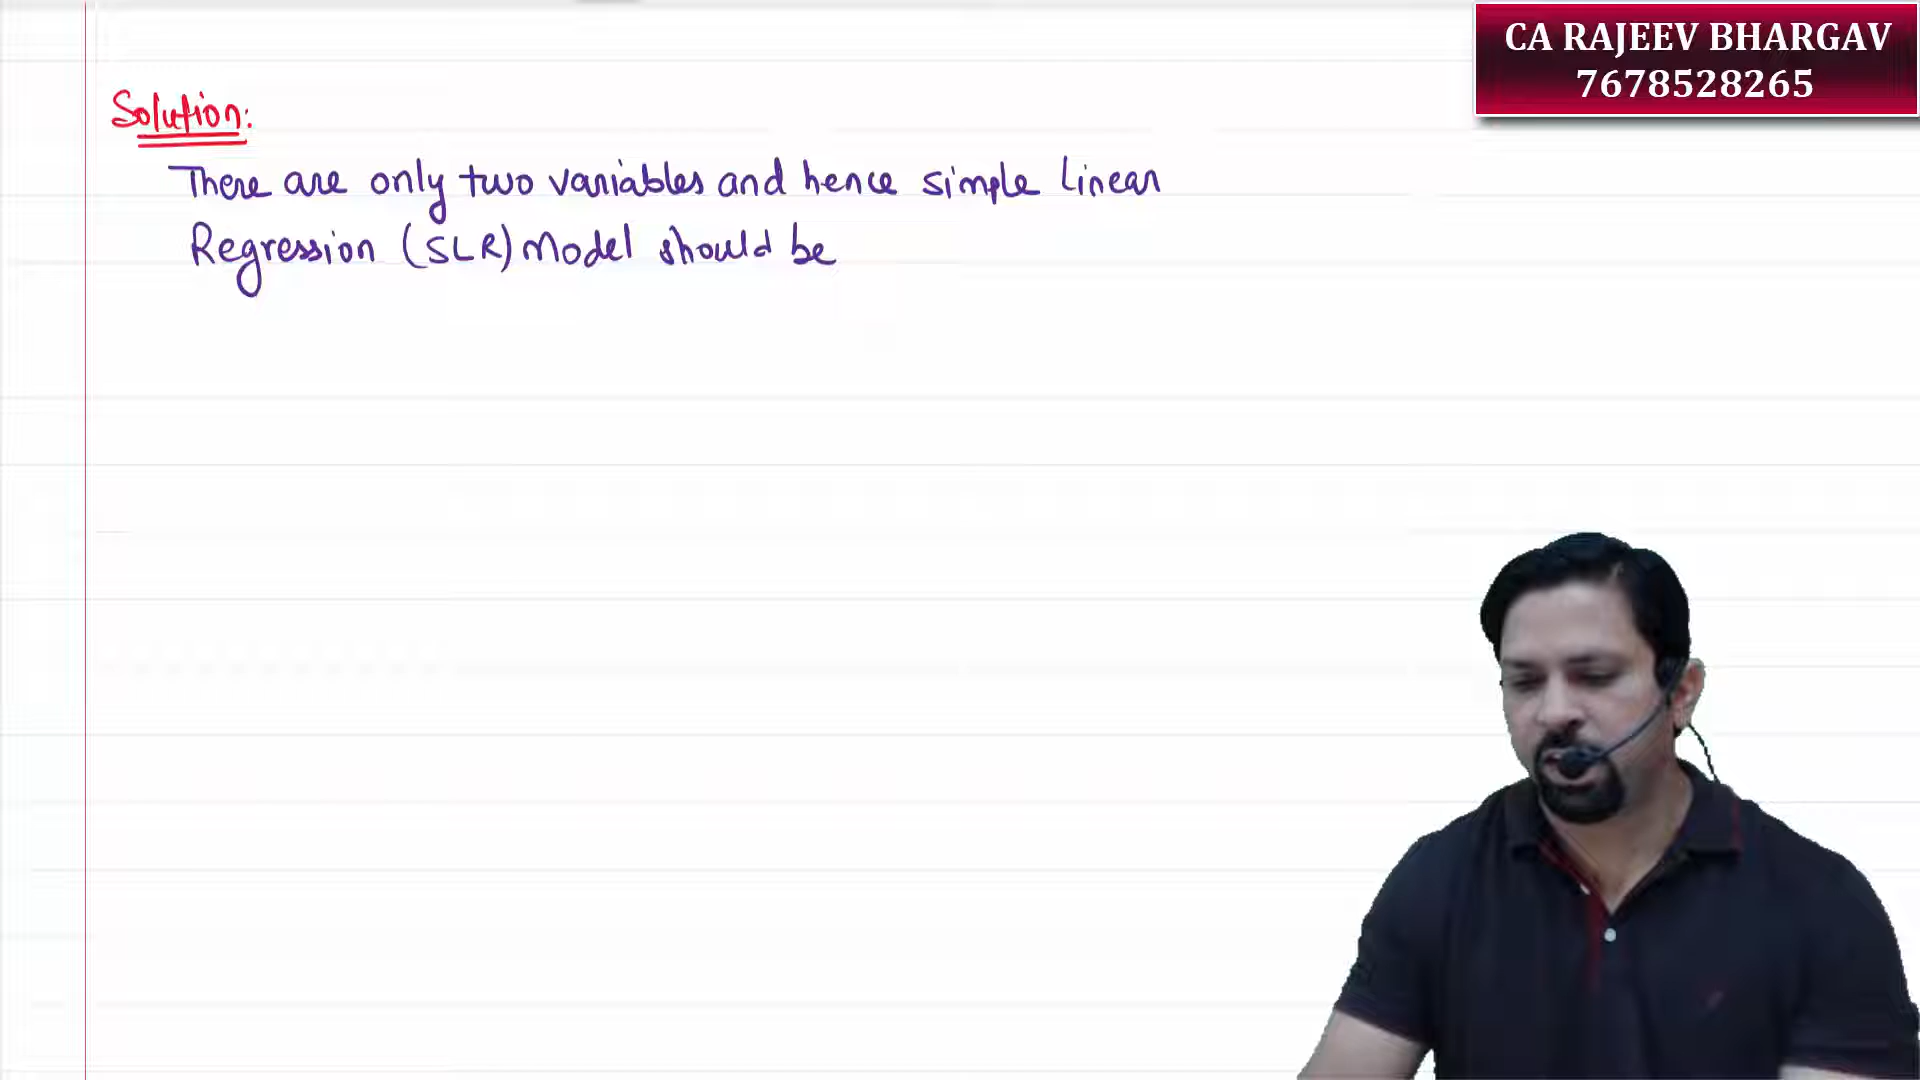 CA RAJEEV BHARGAV
7678528265
Solution:
There are only two variables and hence simple Linear
Regression (SLR) Model should be